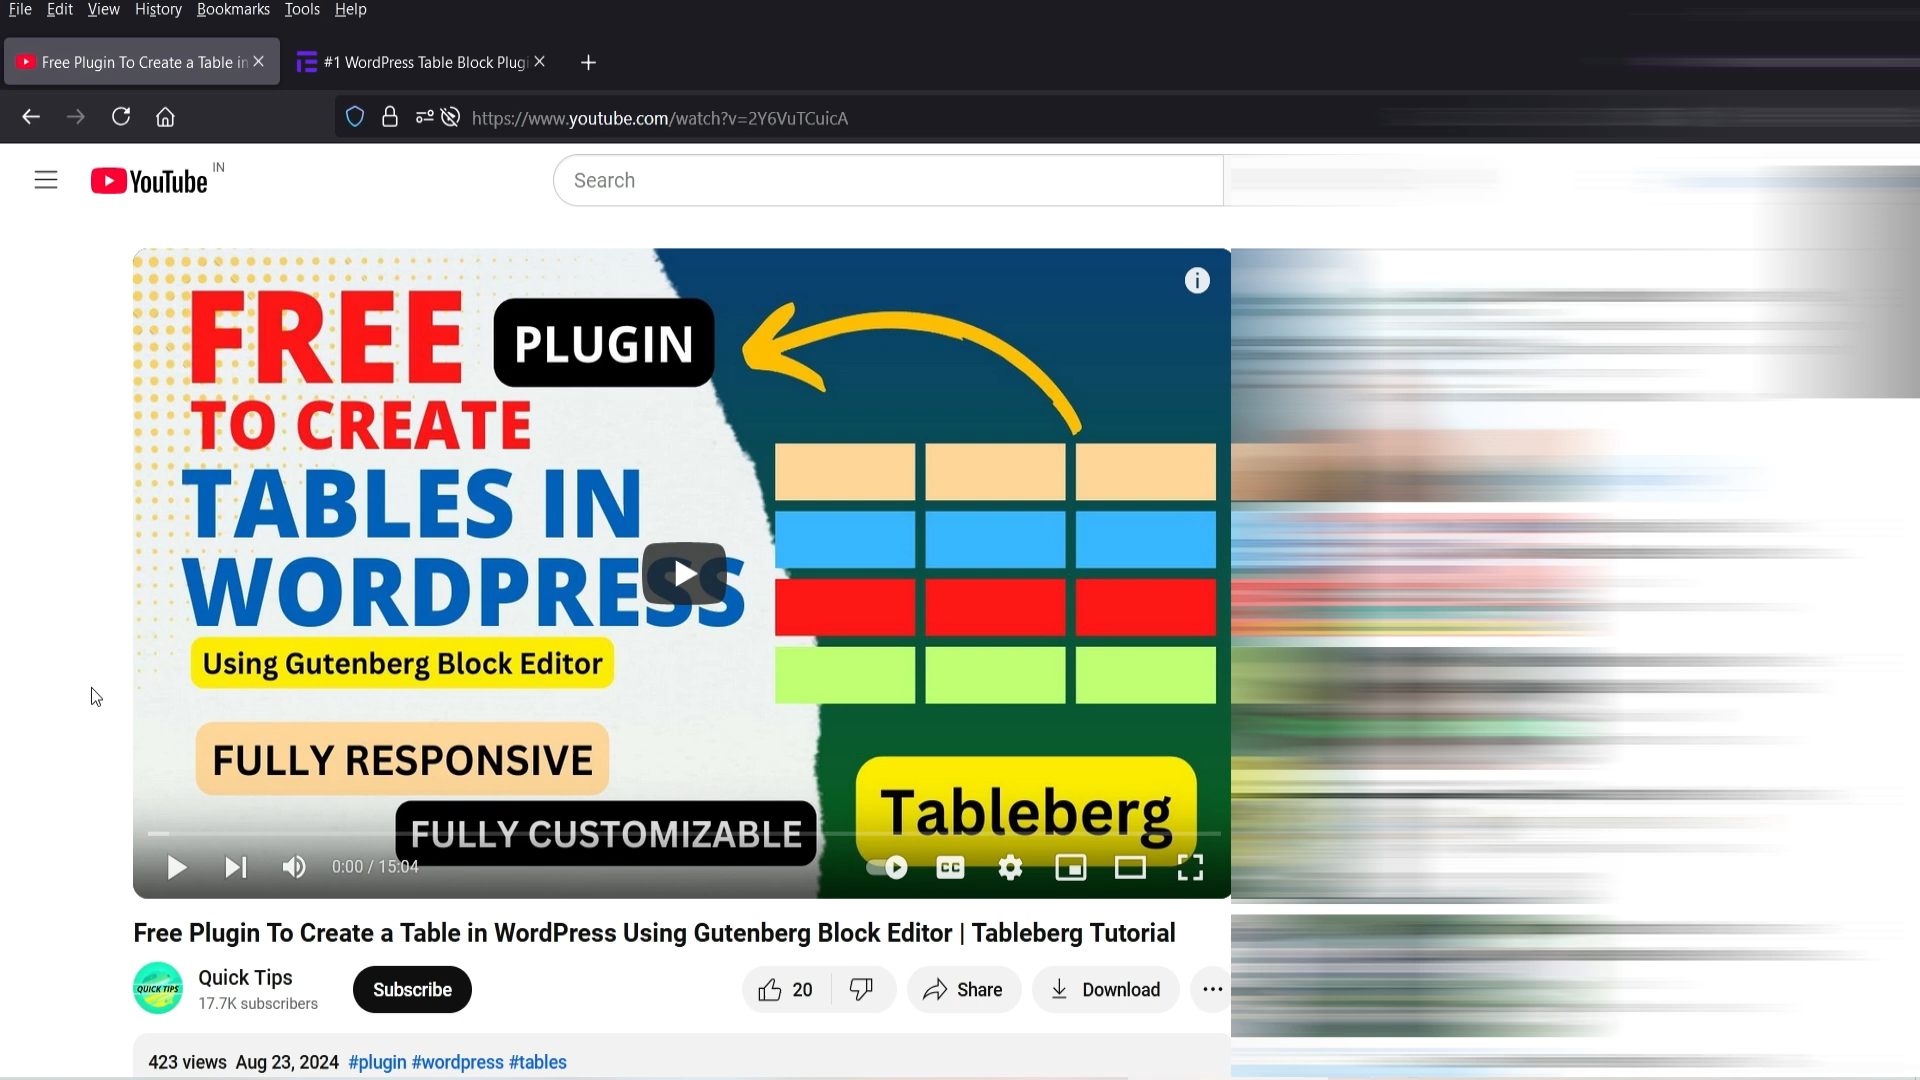 File Edit View History Bookmarks Tools Help
Free Plugin To Create a Table in
#1 WordPress Table Block Plugi
https://www.youtube.com/watch?v=2Y6VuTCuicA
YouTube IN
Search
FREE PLUGIN
TO CREATE
TABLES IN
WORDPRESS
Using Gutenberg Block Editor
FULLY RESPONSIVE
FULLY CUSTOMIZABLE
Tableberg
0:00 / 15:04
CC
Free Plugin To Create a Table in WordPress Using Gutenberg Block Editor | Tableberg Tutorial
QUICK TIPS
Quick Tips
17.7K subscribers
Subscribe
20
Share
Download
423 views Aug 23, 2024 #plugin #wordpress #tables